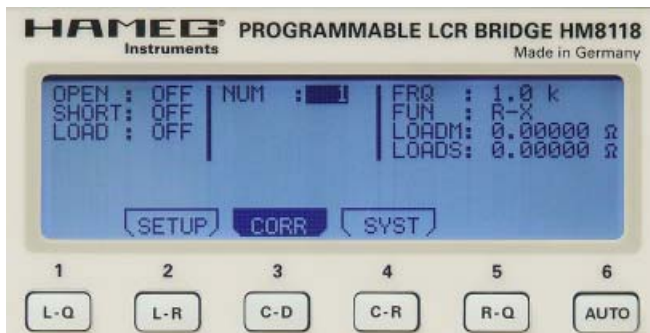 HAMEG® PROGRAMMABLE LCR BRIDGE HM8118
Instruments Made in Germany
OPEN : OFF NUM : 1 FRQ : 1.0 k
SHORT: OFF FUN : R-X
LOAD : OFF LOADM: 0.00000 Ω
LOADS: 0.00000 Ω
SETUP CORR SYST
1 2 3 4 5 6
L-Q L-R C-D C-R R-Q AUTO